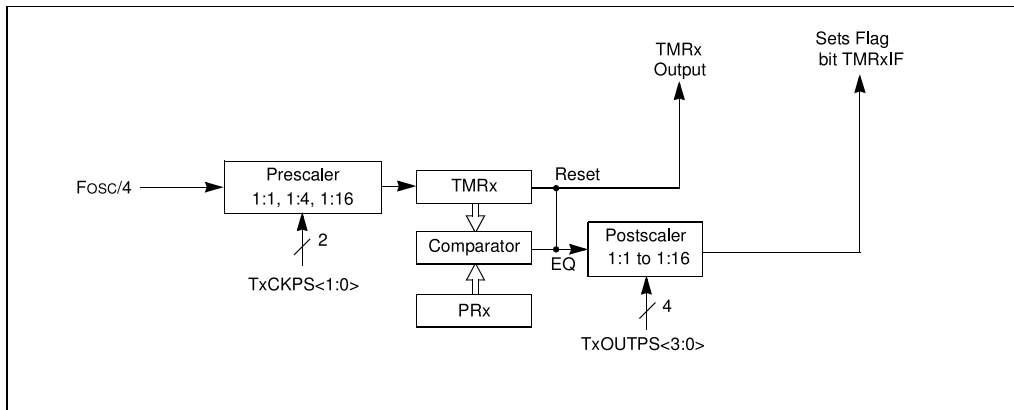 TMRx
Output
Sets Flag
bit TMRxIF
FOSC/4
Prescaler
1:1, 1:4, 1:16
2
TxCKPS<1:0>
TMRx
Reset
Comparator
EQ
PRx
Postscaler
1:1 to 1:16
4
TxOUTPS<3:0>